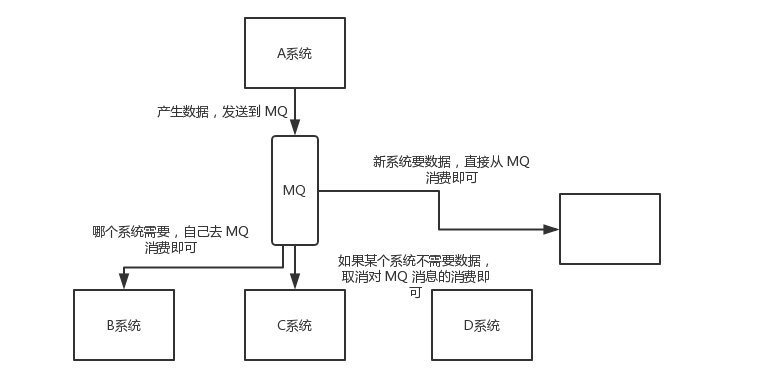 A系统
产生数据，发送到 MQ
MQ
新系统要数据，直接从 MQ
消费即可
哪个系统需要，自己去 MQ
消费即可
如果某个系统不需要数据，
取消对 MQ 消息的消费即
可
B系统
C系统
D系统